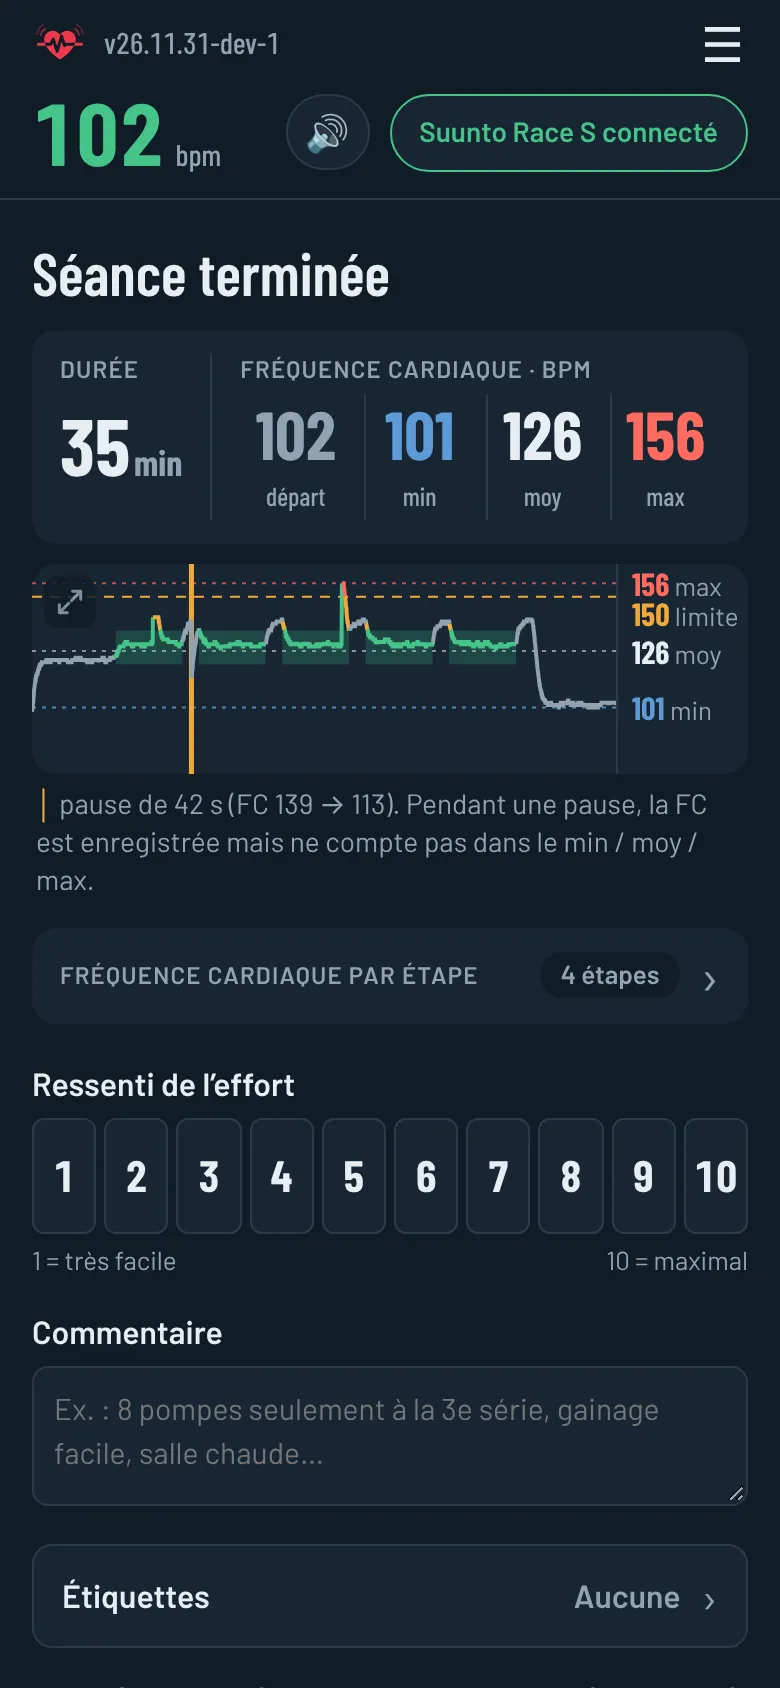 v26.11.31-dev-1
102 bpm
Suunto Race S connecté
Séance terminée
DURÉE
35 min
FRÉQUENCE CARDIAQUE · BPM
102 101 126 156
départ min moy max
156 max
150 limite
126 moy
101 min
pause de 42 s (FC 139 → 113). Pendant une pause, la FC
est enregistrée mais ne compte pas dans le min / moy /
max.
FRÉQUENCE CARDIAQUE PAR ÉTAPE 4 étapes ›
Ressenti de l’effort
1 2 3 4 5 6 7 8 9 10
1 = très facile 10 = maximal
Commentaire
Ex. : 8 pompes seulement à la 3e série, gainage
facile, salle chaude…
Étiquettes Aucune ›